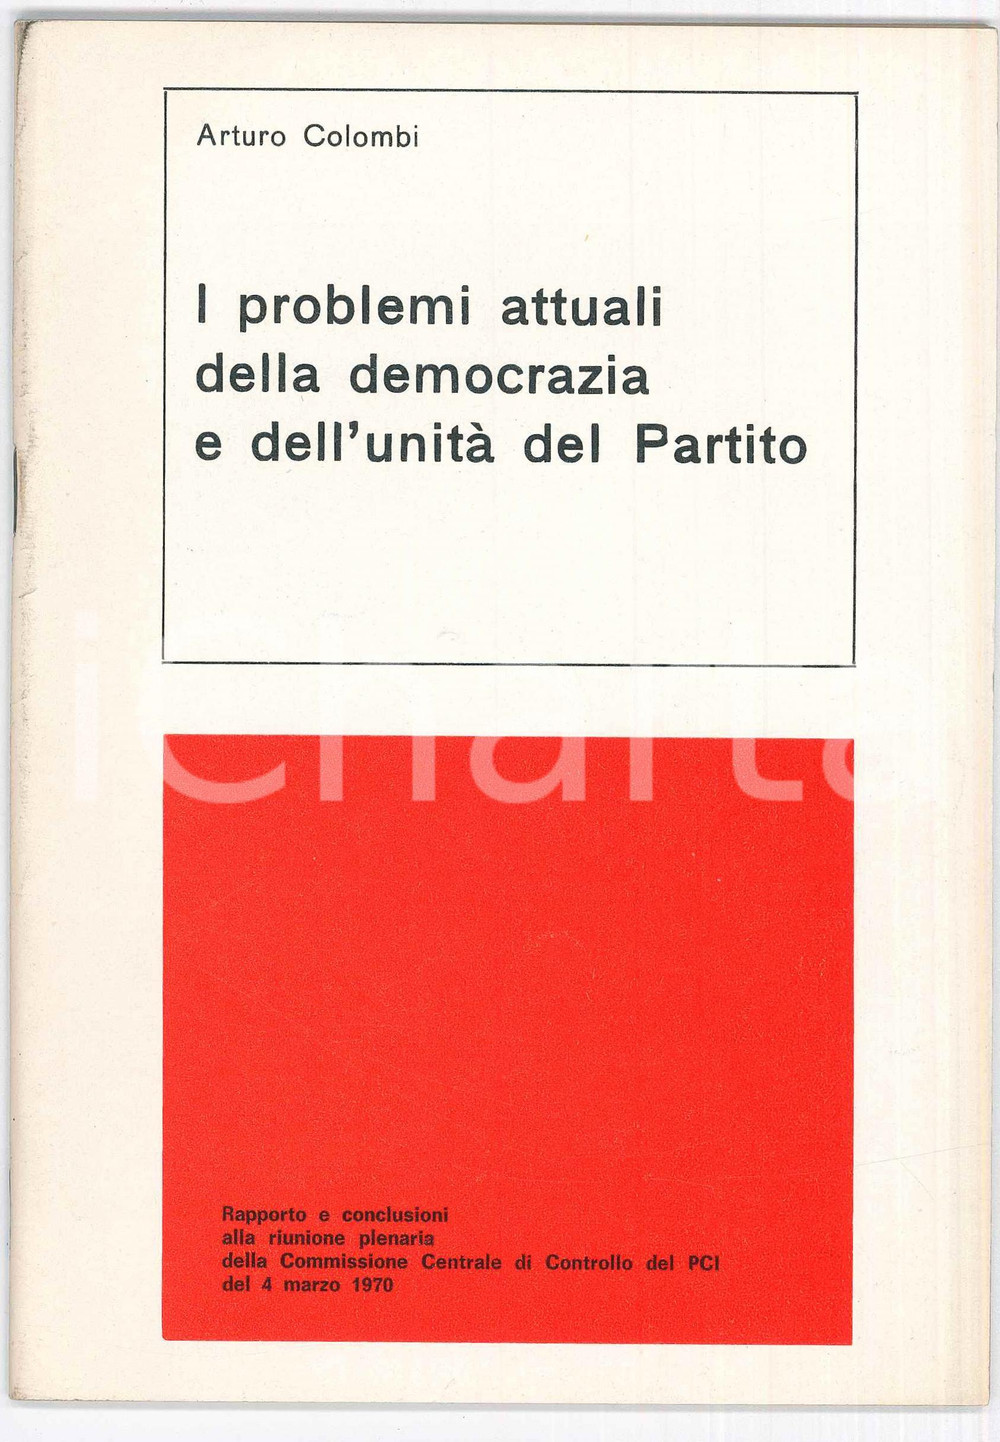 Arturo Colombi
I problemi attuali
della democrazia
e dell'unità del Partito
iCharta
Rapporto e conclusioni
alla riunione plenaria
della Commissione Centrale di Controllo del PCI
del 4 marzo 1970